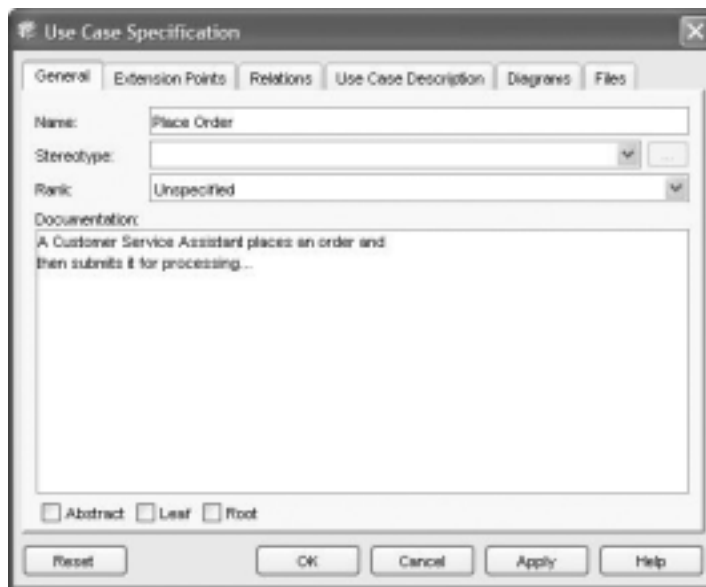 Use Case Specification
General Extension Points Relations Use Case Description Diagrams Files
Name: Place Order
Stereotype: ...
Rank: Unspecified
Documentation:
A Customer Service Assistant places an order and
then submits it for processing...
Abstract Leaf Root
Reset OK Cancel Apply Help